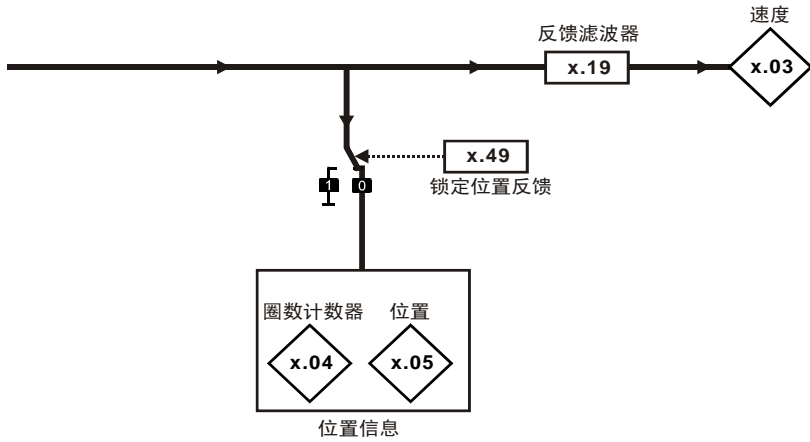 速度
反馈滤波器
x.19
x.03
x.49
锁定位置反馈
1 0
圈数计数器 位置
x.04 x.05
位置信息